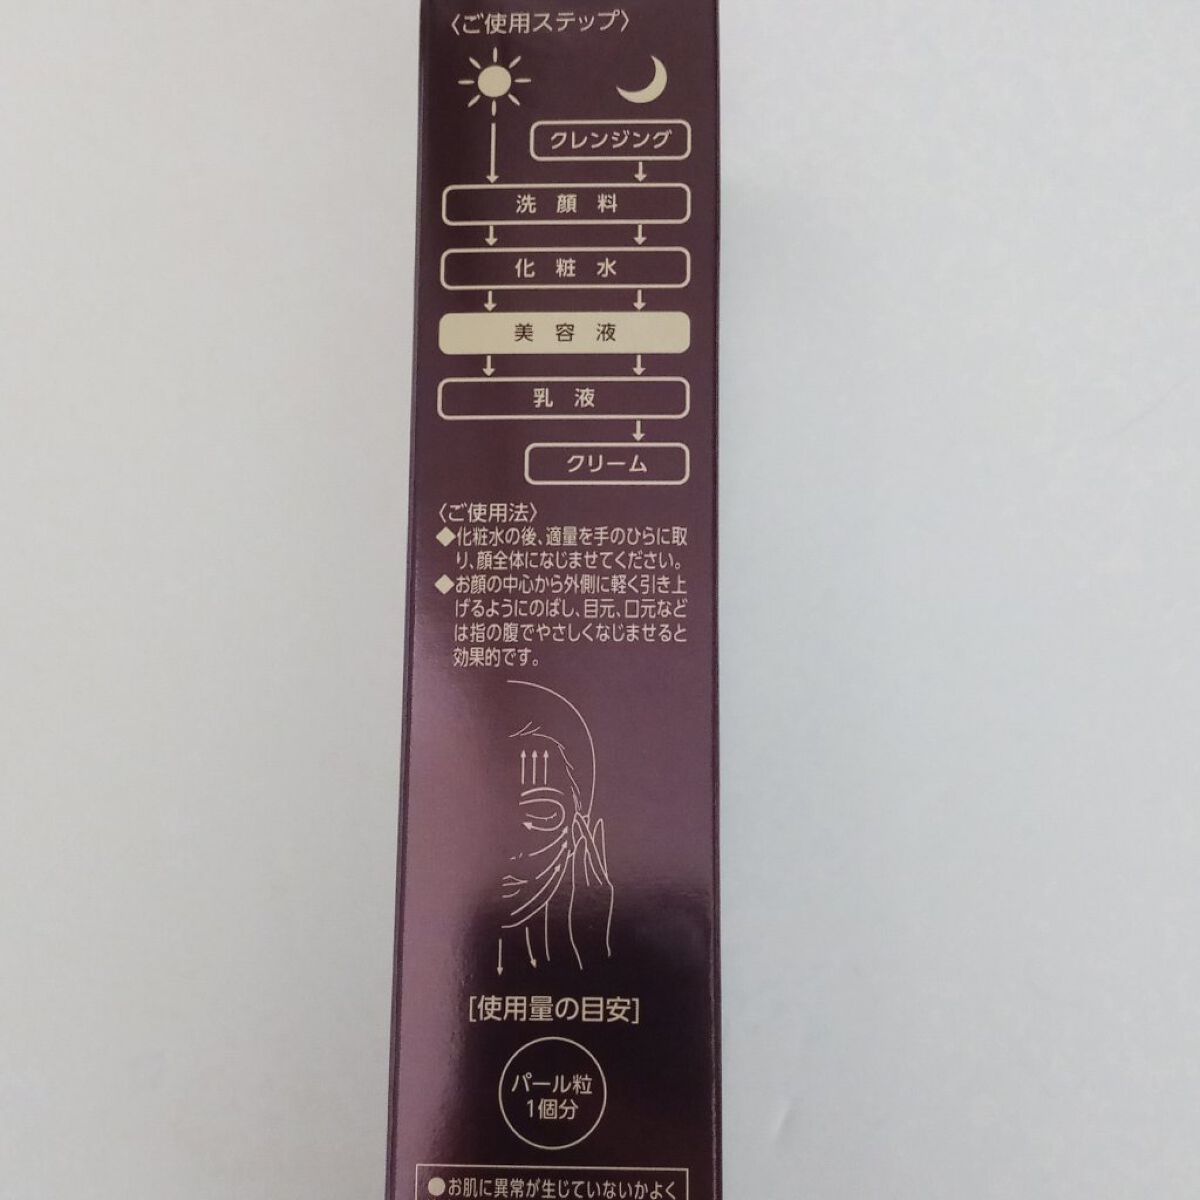 〈ご使用ステップ〉
クレンジング
洗顔料
化粧水
美容液
乳液
クリーム
〈ご使用法〉
◆化粧水の後、適量を手のひらに取
り、顔全体になじませてください。
◆お顔の中心から外側に軽く引き上
げるようにのばし、目元、口元など
は指の腹でやさしくなじませると
効果的です。
[使用量の目安]
パール粒
1個分
●お肌に異常が生じていないかよく